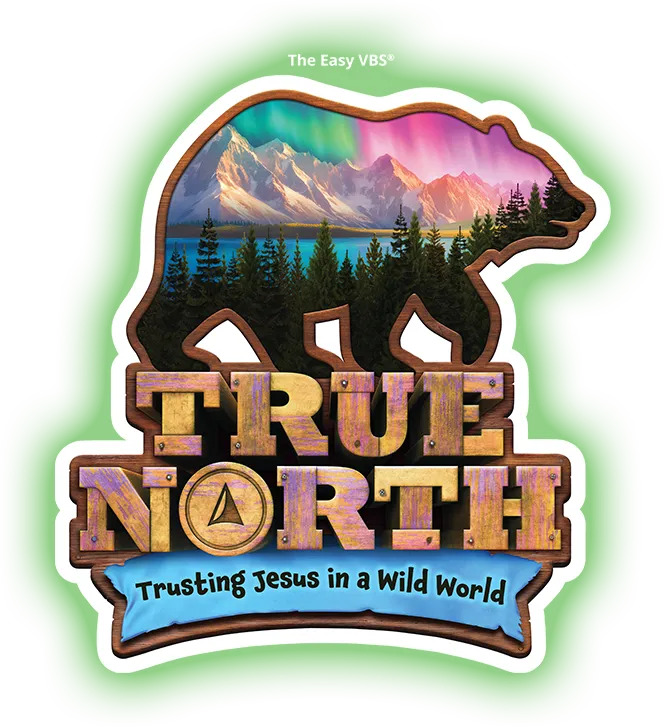 The Easy VBS®
TRUE
NORTH
Trusting Jesus in a Wild World